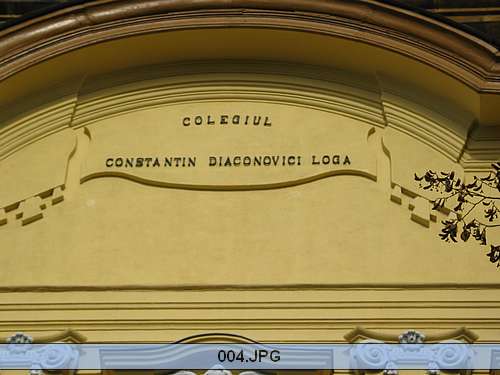 COLEGIUL
CONSTANTIN DIACONOVICI LOGA
004.JPG